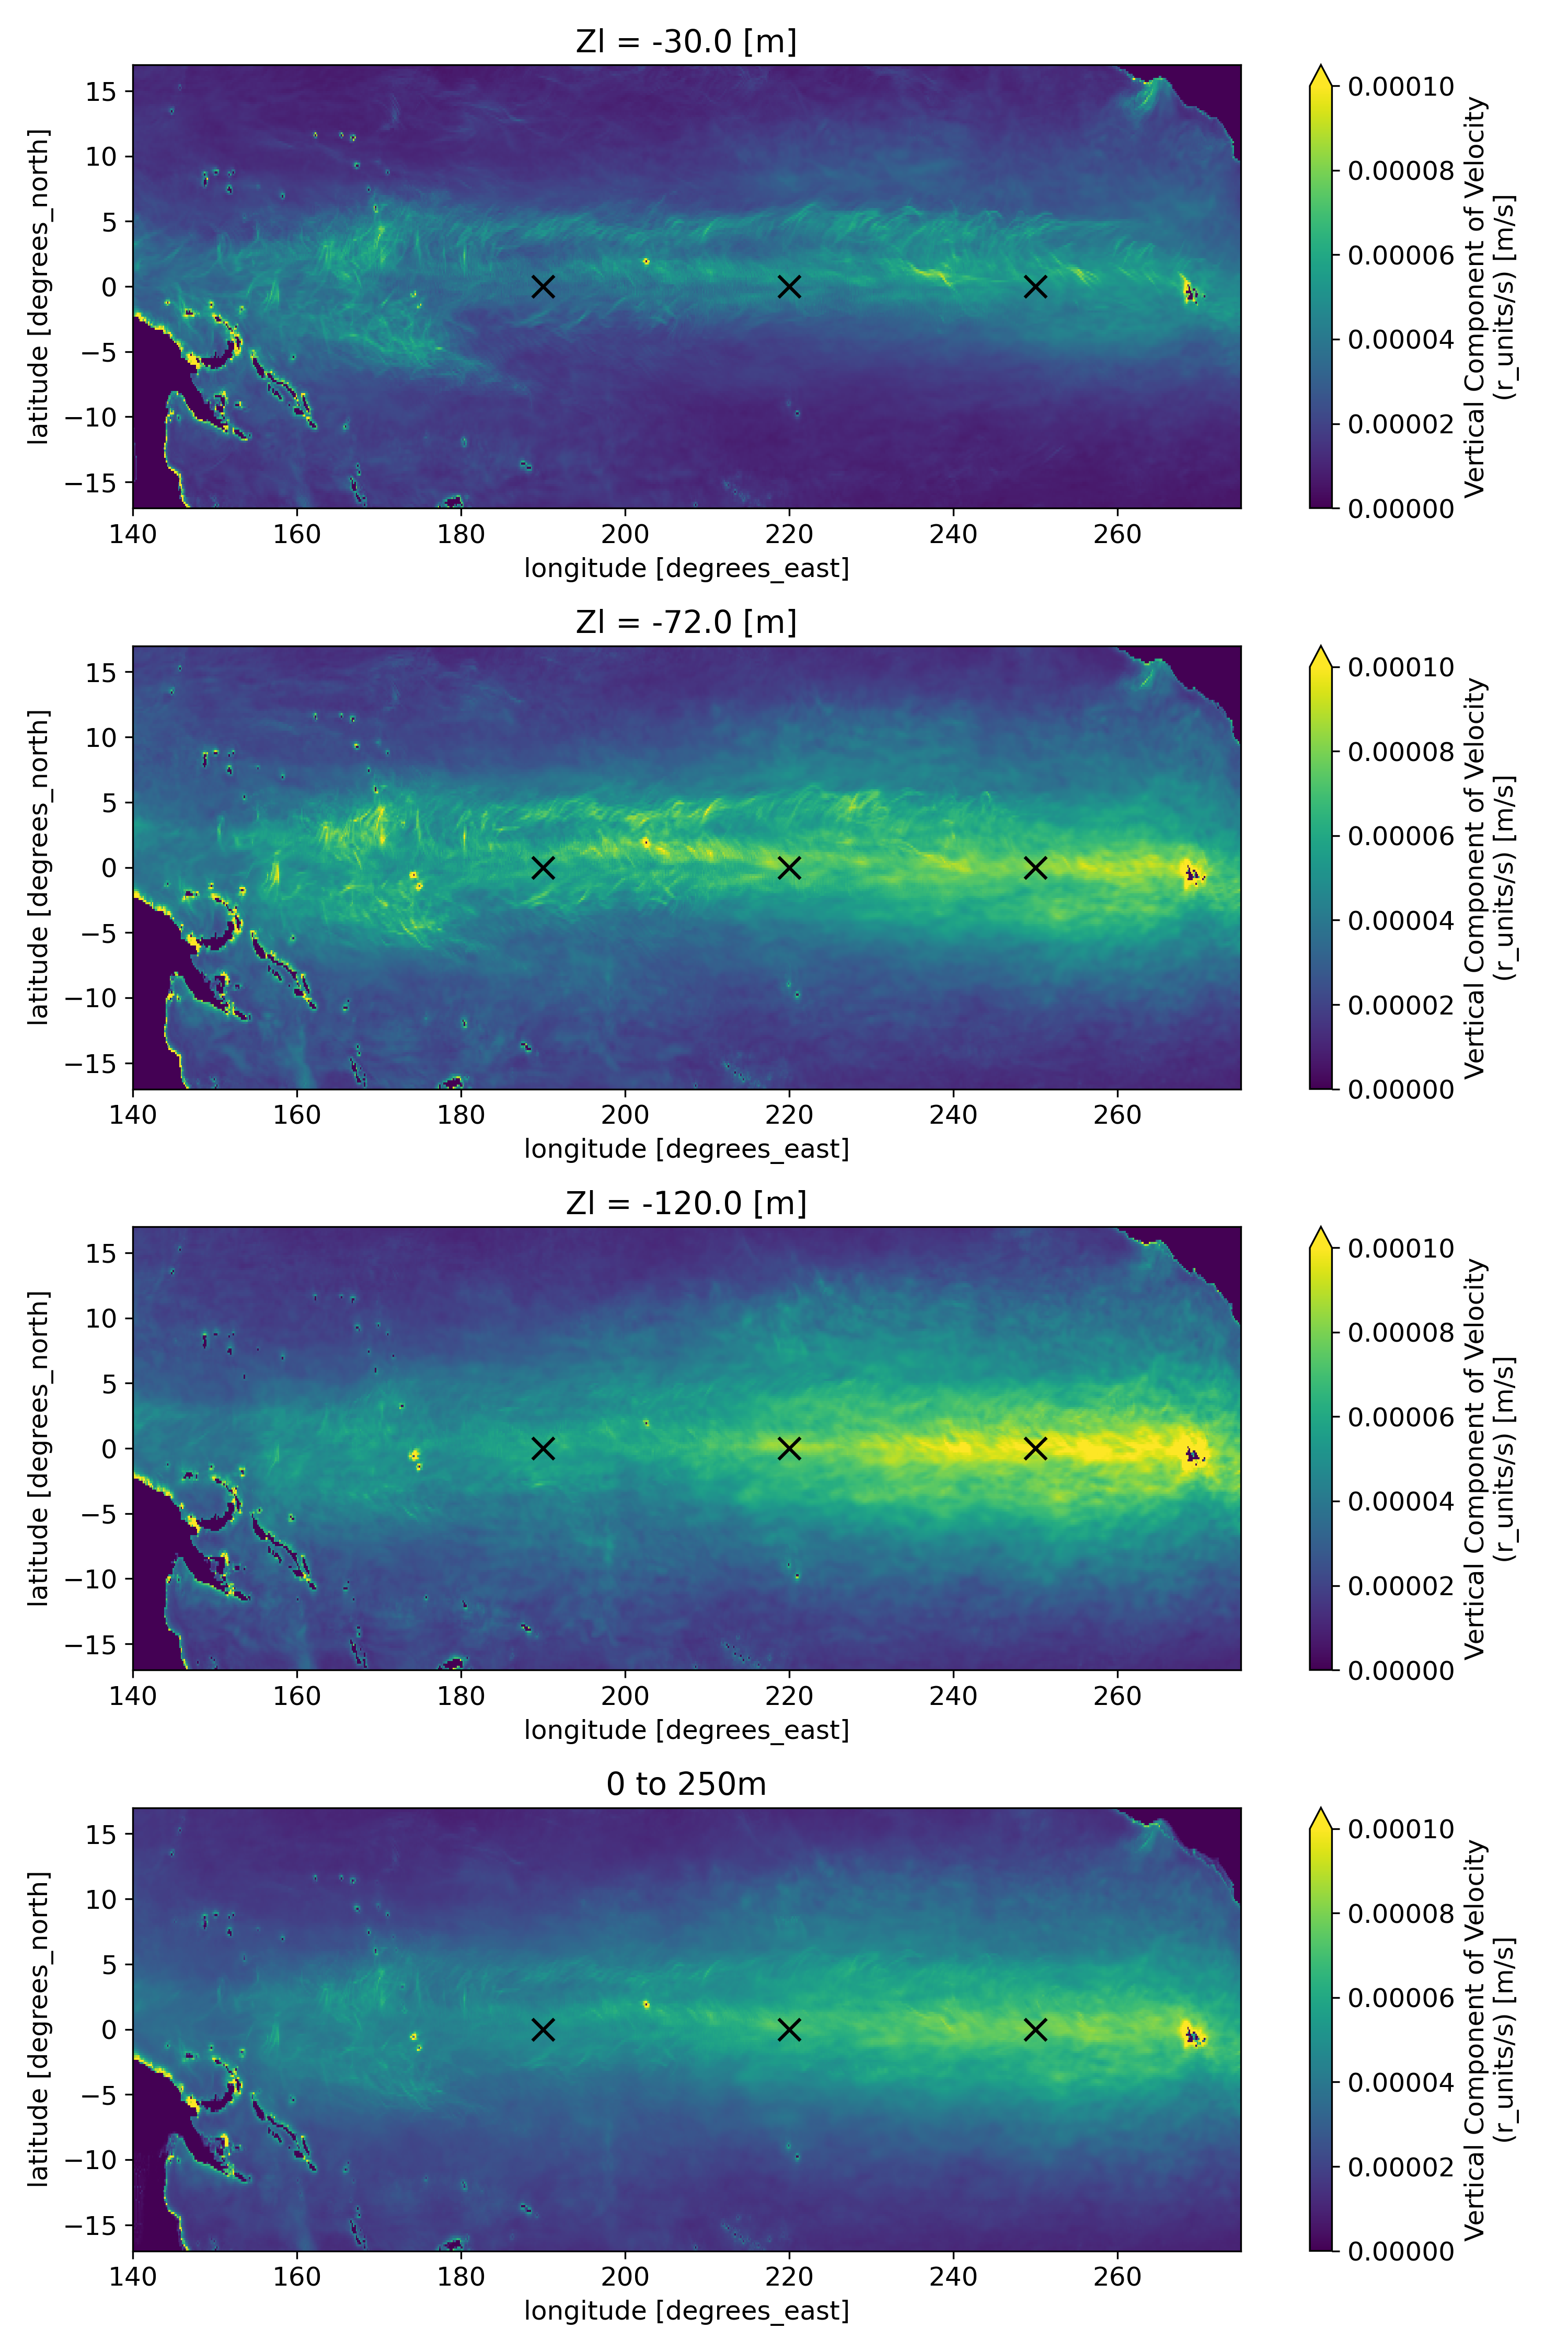 Zl = -30.0 [m]
15
10
5
0
−5
−10
−15
latitude [degrees_north]
140 160 180 200 220 240 260
longitude [degrees_east]
0.00010
0.00008
0.00006
0.00004
0.00002
0.00000
Vertical Component of Velocity
(r_units/s) [m/s]
Zl = -72.0 [m]
15
10
5
0
−5
−10
−15
latitude [degrees_north]
140 160 180 200 220 240 260
longitude [degrees_east]
0.00010
0.00008
0.00006
0.00004
0.00002
0.00000
Vertical Component of Velocity
(r_units/s) [m/s]
Zl = -120.0 [m]
15
10
5
0
−5
−10
−15
latitude [degrees_north]
140 160 180 200 220 240 260
longitude [degrees_east]
0.00010
0.00008
0.00006
0.00004
0.00002
0.00000
Vertical Component of Velocity
(r_units/s) [m/s]
0 to 250m
15
10
5
0
−5
−10
−15
latitude [degrees_north]
140 160 180 200 220 240 260
longitude [degrees_east]
0.00010
0.00008
0.00006
0.00004
0.00002
0.00000
Vertical Component of Velocity
(r_units/s) [m/s]